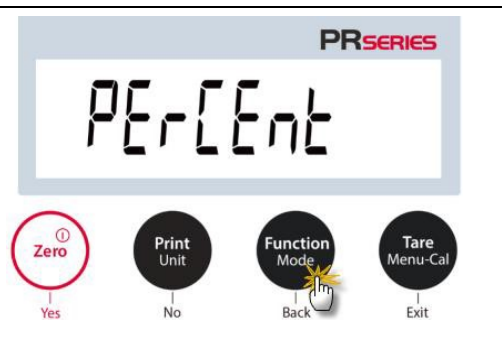 PRSERIES
PErCEnt
Zero
Print
Unit
Function
Mode
Tare
Menu-Cal
Yes
No
Back
Exit